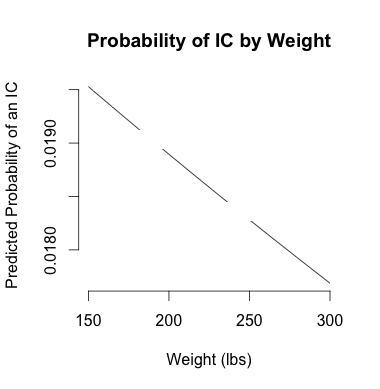 Probability of IC by Weight
Predicted Probability of an IC
0.0190
0.0180
150 200 250 300
Weight (lbs)